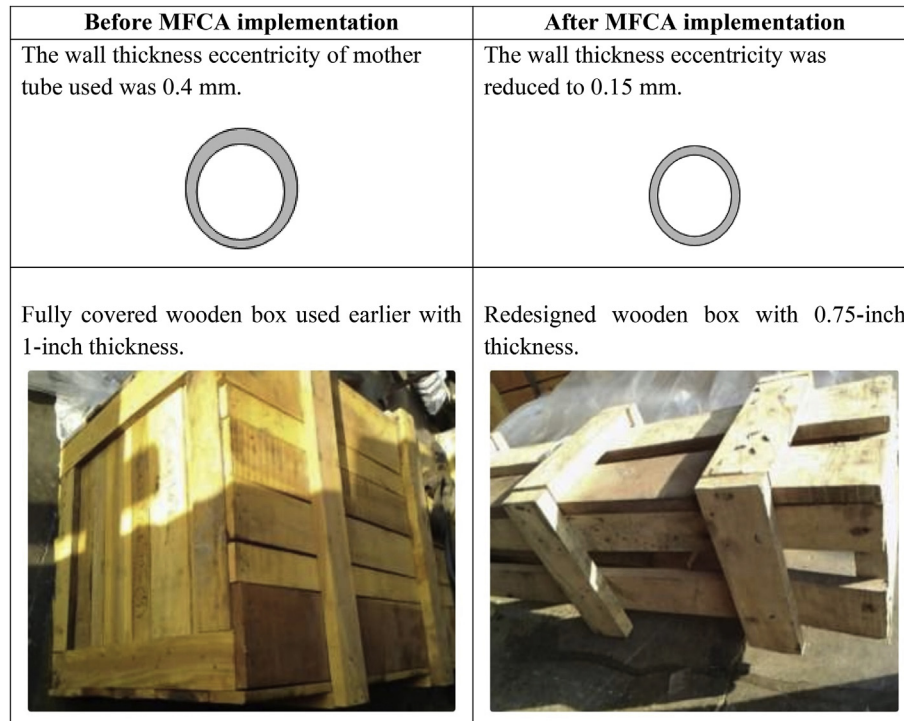 Before MFCA implementation
After MFCA implementation
The wall thickness eccentricity of mother
tube used was 0.4 mm.
The wall thickness eccentricity was
reduced to 0.15 mm.
Fully covered wooden box used earlier with
1-inch thickness.
Redesigned wooden box with 0.75-inch
thickness.